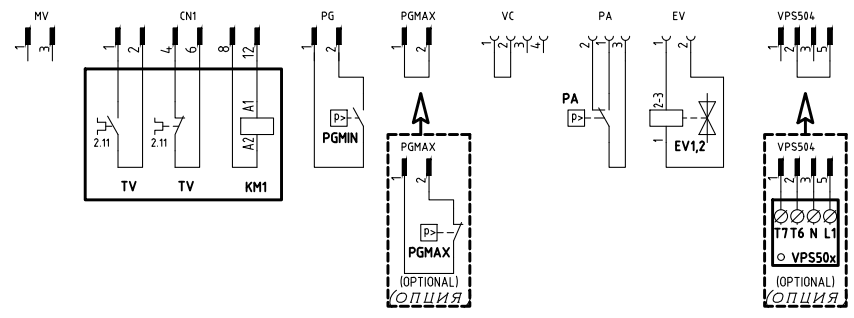 MV CN1 PG PGMAX VC PA EV VPS504
1 3 1 2 4 6 8 12 1 2 1 2 1 2 3 4 2 1 3 1 2 1 2 3 5
A1
A2
2.11 2.11
TV TV KM1
P>
PGMIN
PA
P>
2-3
1
EV1,2
PGMAX
1 2
P>
PGMAX
(OPTIONAL)
(ОПЦИЯ
VPS504
1 2 3 5
T7 T6 N L1
VPS50x
(OPTIONAL)
(ОПЦИЯ